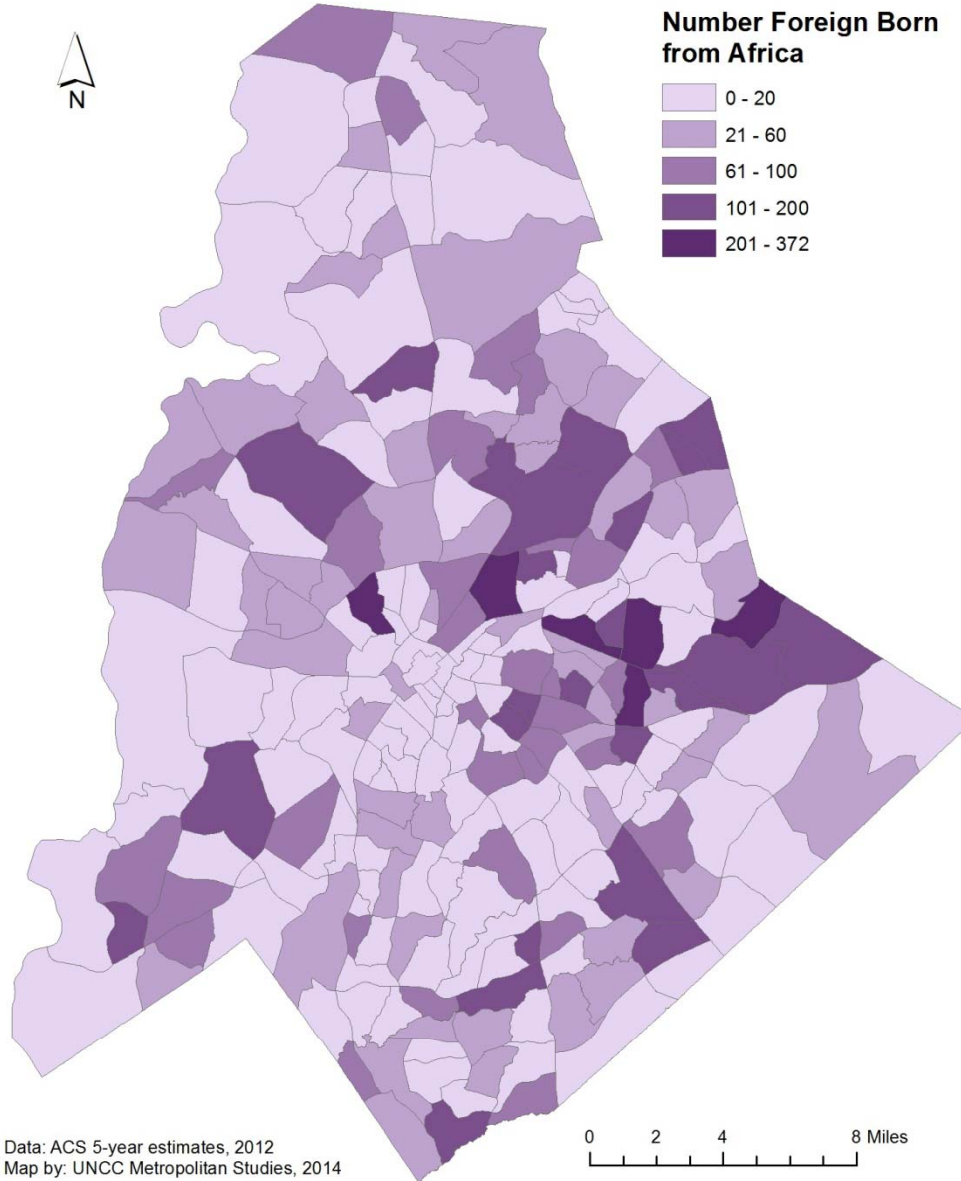 Number Foreign Born
from Africa
0 - 20
21 - 60
61 - 100
101 - 200
201 - 372
N
Data: ACS 5-year estimates, 2012
Map by: UNCC Metropolitan Studies, 2014
0 2 4 8 Miles